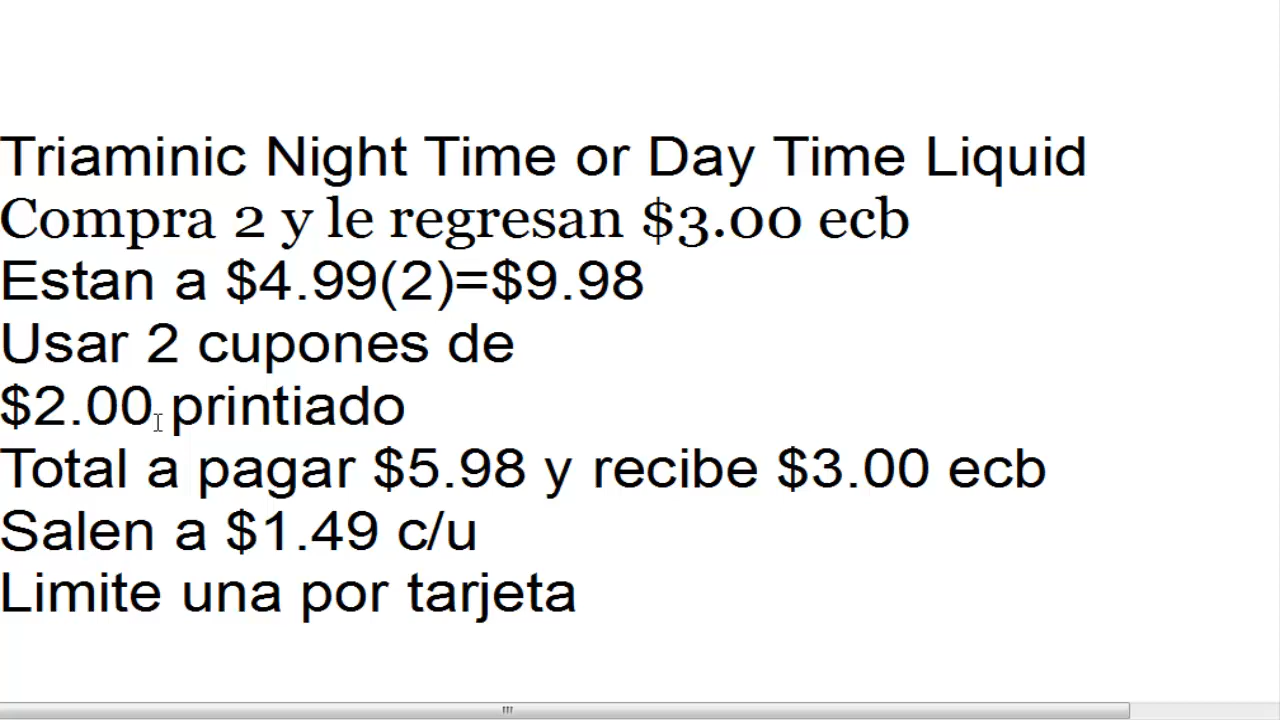 Triaminic Night Time or Day Time Liquid
Compra 2 y le regresan $3.00 ecb
Estan a $4.99(2)=$9.98
Usar 2 cupones de
$2.00 printiado
Total a pagar $5.98 y recibe $3.00 ecb
Salen a $1.49 c/u
Limite una por tarjeta